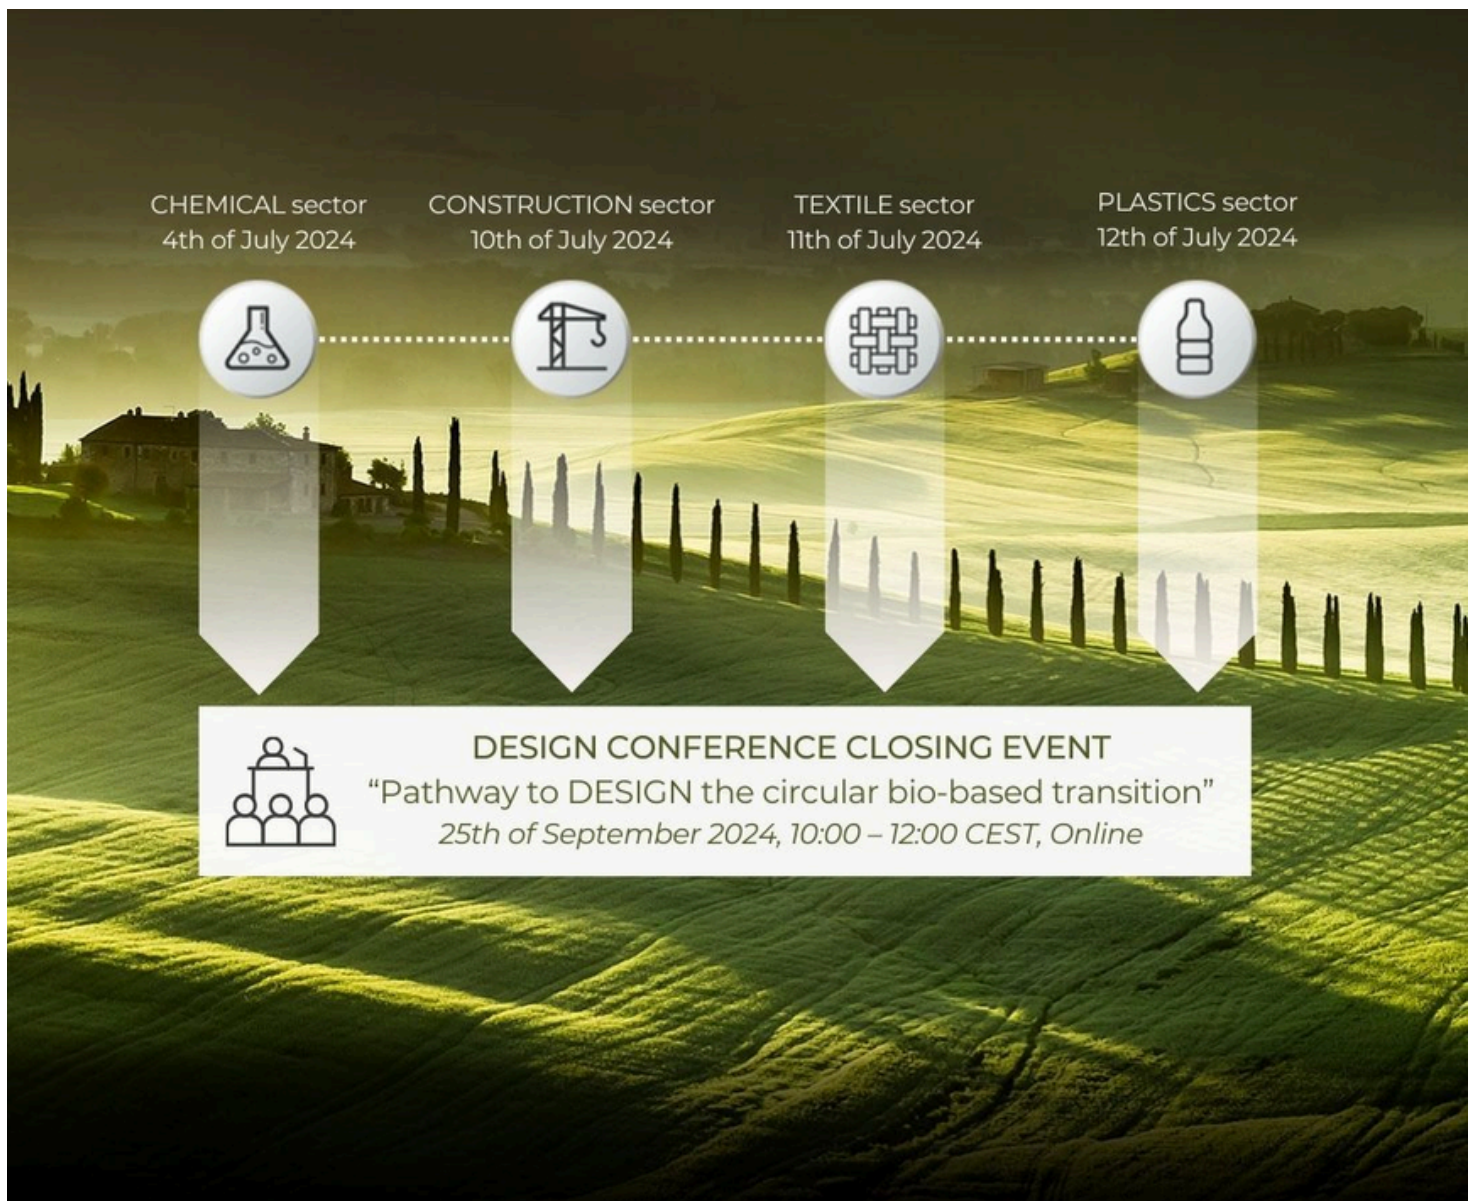 CHEMICAL sector
4th of July 2024
CONSTRUCTION sector
10th of July 2024
TEXTILE sector
11th of July 2024
PLASTICS sector
12th of July 2024
DESIGN CONFERENCE CLOSING EVENT
“Pathway to DESIGN the circular bio-based transition”
25th of September 2024, 10:00 – 12:00 CEST, Online